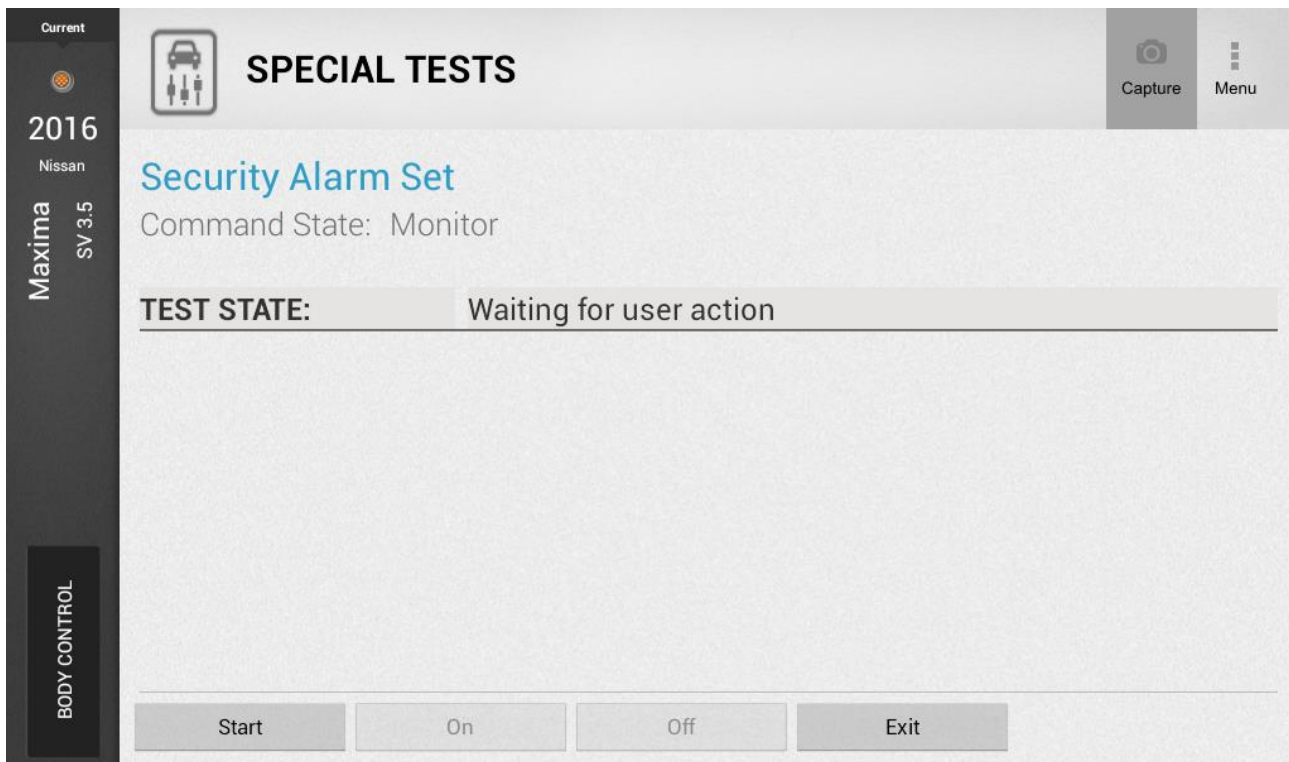 Current
2016
Nissan
Maxima
SV 3.5
BODY CONTROL
SPECIAL TESTS
Capture
Menu
Security Alarm Set
Command State: Monitor
TEST STATE: Waiting for user action
Start On Off Exit